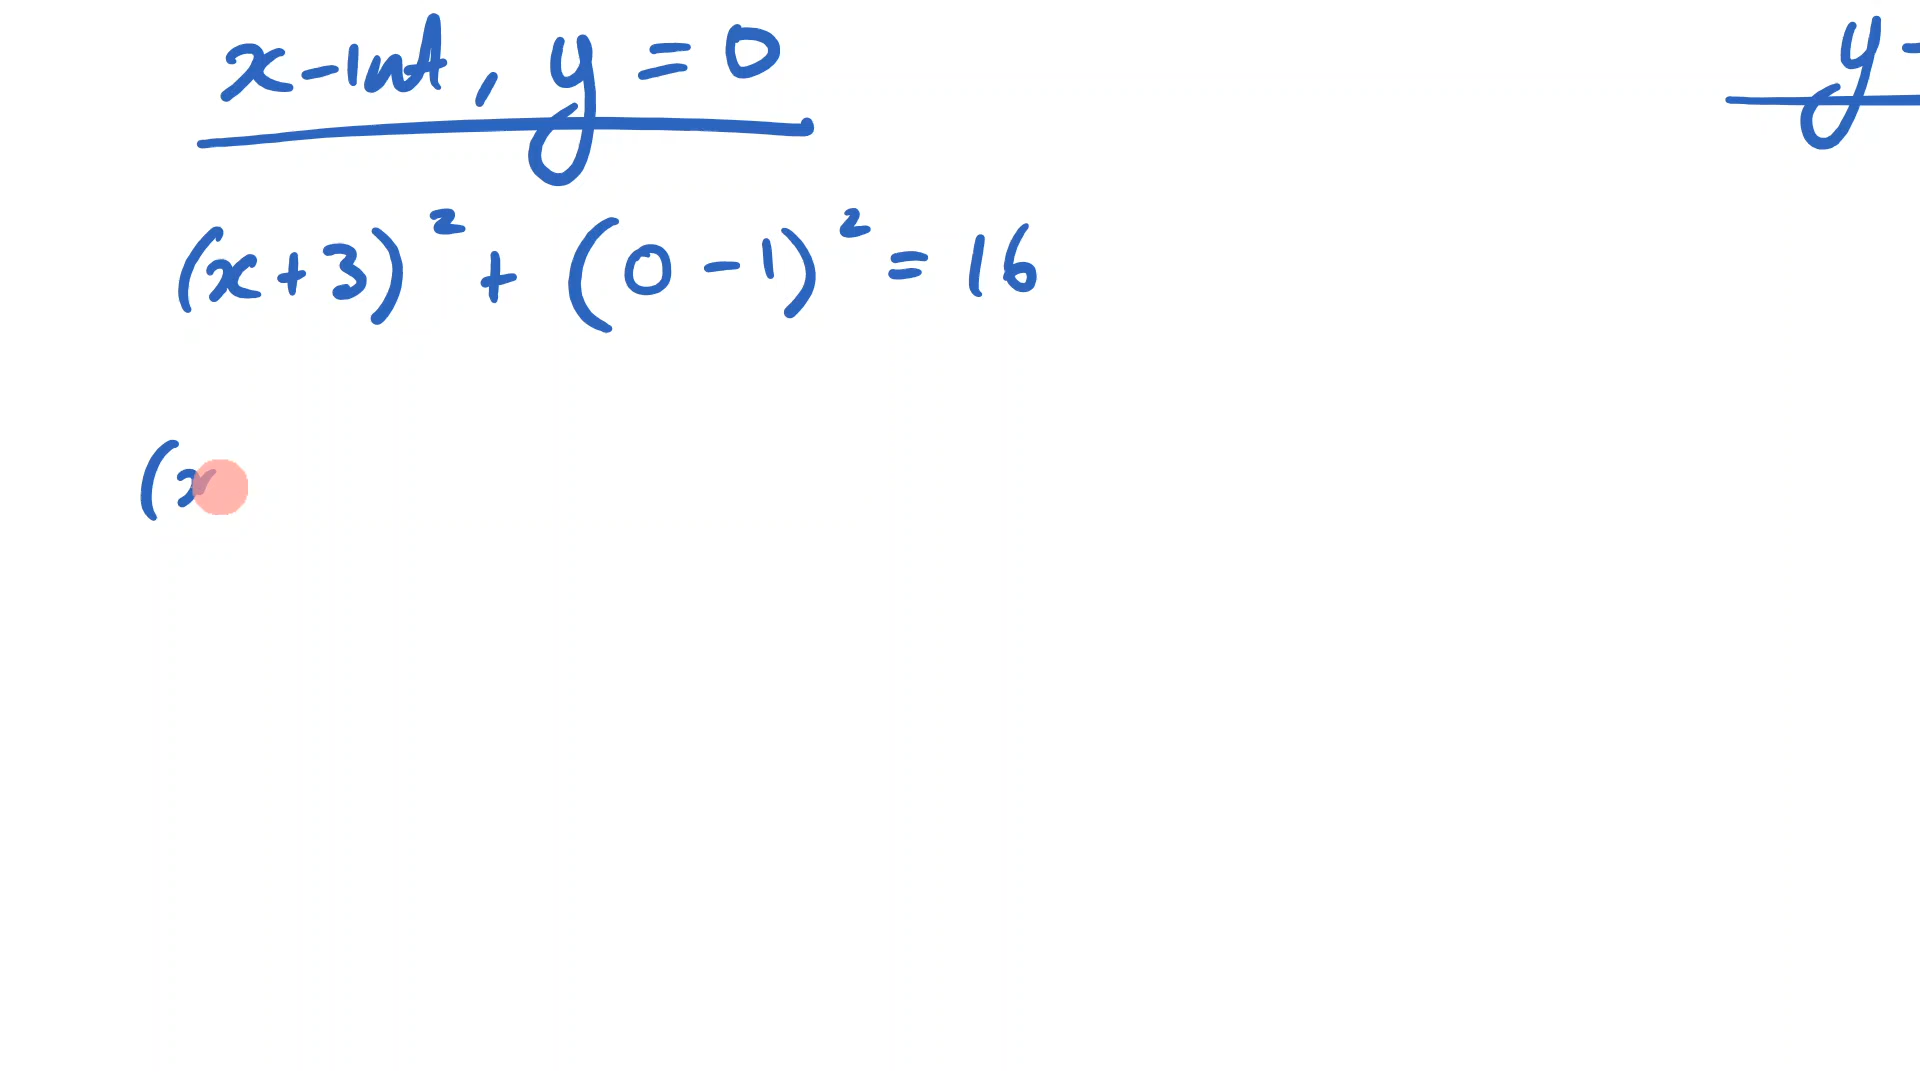 x-int, y = 0
y-
(x+3)² + (0-1)² = 16
(x